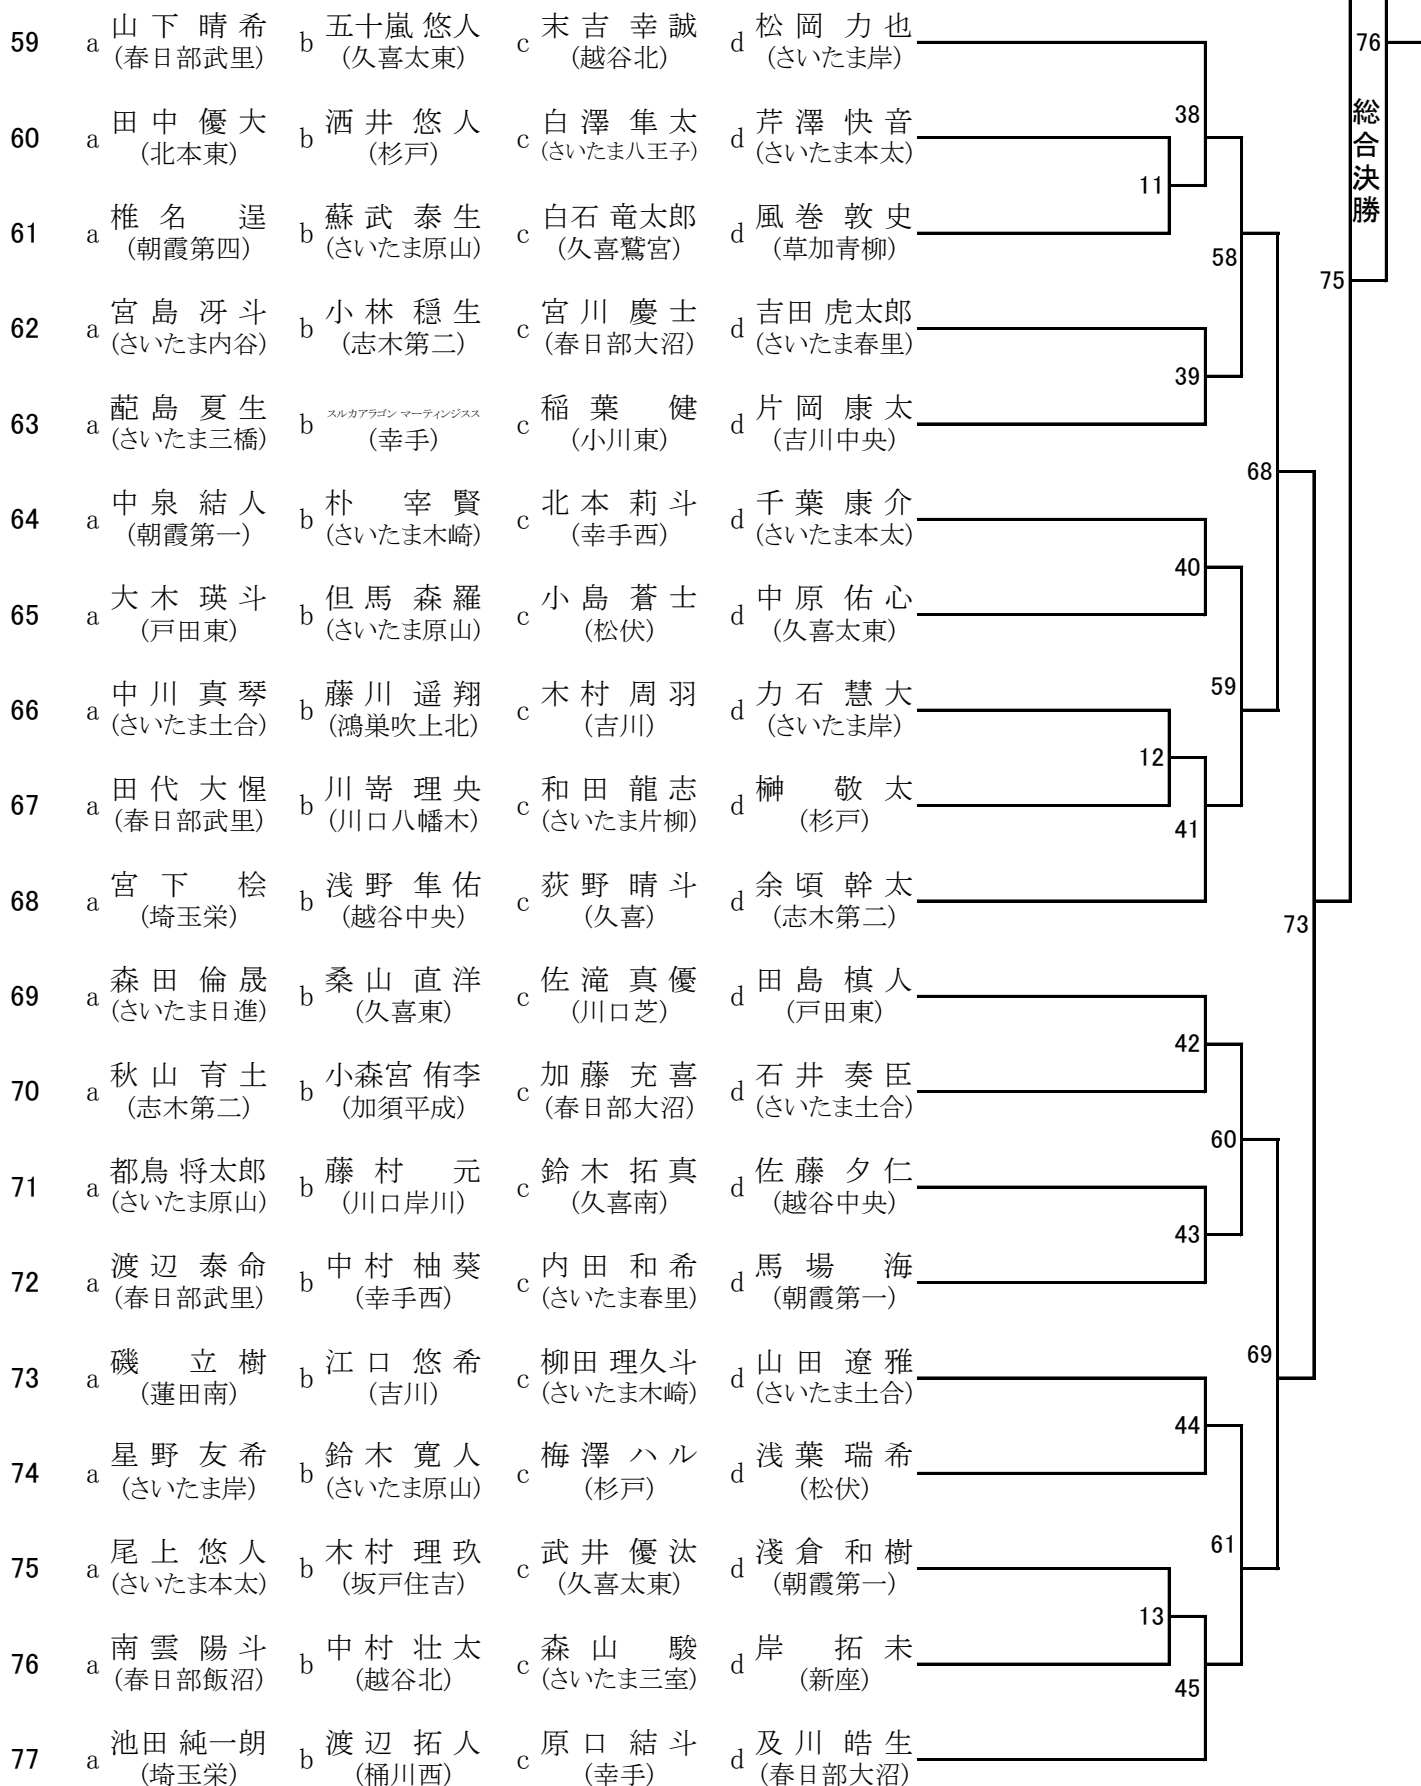 59 a 山下 晴希 b 五十嵐 悠人 c 末吉 幸誠 d 松岡 力也
(春日部武里) (久喜太東) (越谷北) (さいたま岸)
76
総合決勝
38
60 a 田中 優大 b 酒井 悠人 c 白澤 隼太 d 芹澤 快音
(北本東) (杉戸) (さいたま八王子) (さいたま本太)
11
61 a 椎名 逞 b 蘇武 泰生 c 白石 竜太郎 d 風巻 敦史
(朝霞第四) (さいたま原山) (久喜鷲宮) (草加青柳)
58
75
62 a 宮島 冴斗 b 小林 穏生 c 宮川 慶士 d 吉田 虎太郎
(さいたま内谷) (志木第二) (春日部大沼) (さいたま春里)
39
63 a 蓜島 夏生 b スルカアラゴン マーティンジスス c 稲葉 健 d 片岡 康太
(さいたま三橋) (幸手) (小川東) (吉川中央)
68
64 a 中泉 結人 b 朴 宰賢 c 北本 莉斗 d 千葉 康介
(朝霞第一) (さいたま木崎) (幸手西) (さいたま本太)
40
65 a 大木 瑛斗 b 但馬 森羅 c 小島 蒼士 d 中原 佑心
(戸田東) (さいたま原山) (松伏) (久喜太東)
59
66 a 中川 真琴 b 藤川 遥翔 c 木村 周羽 d 力石 慧大
(さいたま土合) (鴻巣吹上北) (吉川) (さいたま岸)
12
67 a 田代 大惺 b 川嵜 理央 c 和田 龍志 d 榊 敬太
(春日部武里) (川口八幡木) (さいたま片柳) (杉戸)
41
68 a 宮下 桧 b 浅野 隼佑 c 荻野 晴斗 d 余頃 幹太
(埼玉栄) (越谷中央) (久喜) (志木第二)
73
69 a 森田 倫晟 b 桑山 直洋 c 佐滝 真優 d 田島 槙人
(さいたま日進) (久喜東) (川口芝) (戸田東)
42
70 a 秋山 育士 b 小森宮 侑李 c 加藤 充喜 d 石井 奏臣
(志木第二) (加須平成) (春日部大沼) (さいたま土合)
60
71 a 都鳥 将太郎 b 藤村 元 c 鈴木 拓真 d 佐藤 夕仁
(さいたま原山) (川口岸川) (久喜南) (越谷中央)
43
72 a 渡辺 泰命 b 中村 柚葵 c 内田 和希 d 馬場 海
(春日部武里) (幸手西) (さいたま春里) (朝霞第一)
69
73 a 磯 立樹 b 江口 悠希 c 柳田 理久斗 d 山田 遼雅
(蓮田南) (吉川) (さいたま木崎) (さいたま土合)
44
74 a 星野 友希 b 鈴木 寛人 c 梅澤 ハル d 浅葉 瑞希
(さいたま岸) (さいたま原山) (杉戸) (松伏)
61
75 a 尾上 悠人 b 木村 理玖 c 武井 優汰 d 淺倉 和樹
(さいたま本太) (坂戸住吉) (久喜太東) (朝霞第一)
13
76 a 南雲 陽斗 b 中村 壮太 c 森山 駿 d 岸 拓未
(春日部飯沼) (越谷北) (さいたま三室) (新座)
45
77 a 池田 純一朗 b 渡辺 拓人 c 原口 結斗 d 及川 皓生
(埼玉栄) (桶川西) (幸手) (春日部大沼)